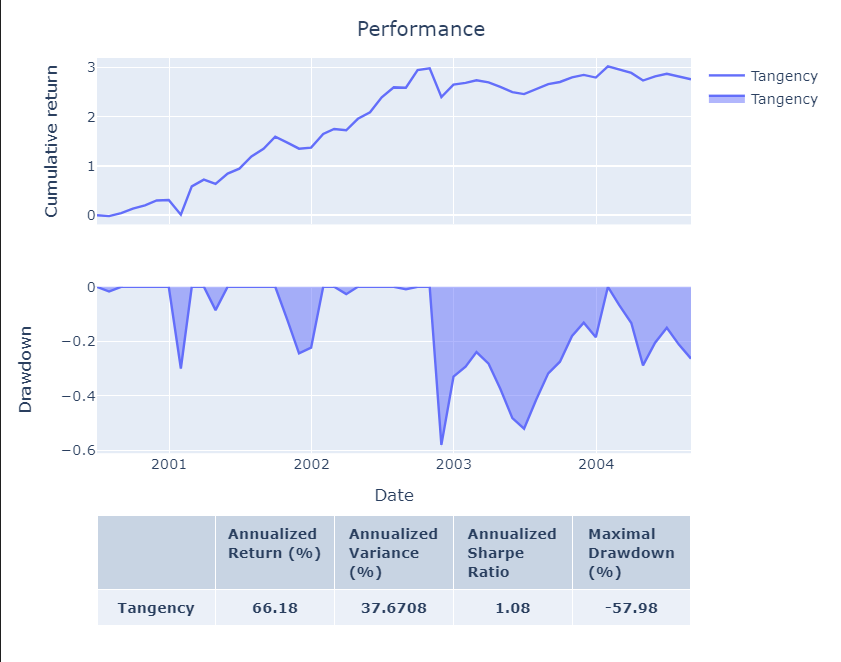 Performance
3
2
1
0
Cumulative return
Tangency
Tangency
0
−0.2
−0.4
−0.6
Drawdown
2001 2002 2003 2004
Date
Annualized Return (%)
Annualized Variance (%)
Annualized Sharpe Ratio
Maximal Drawdown (%)
Tangency 66.18 37.6708 1.08 -57.98